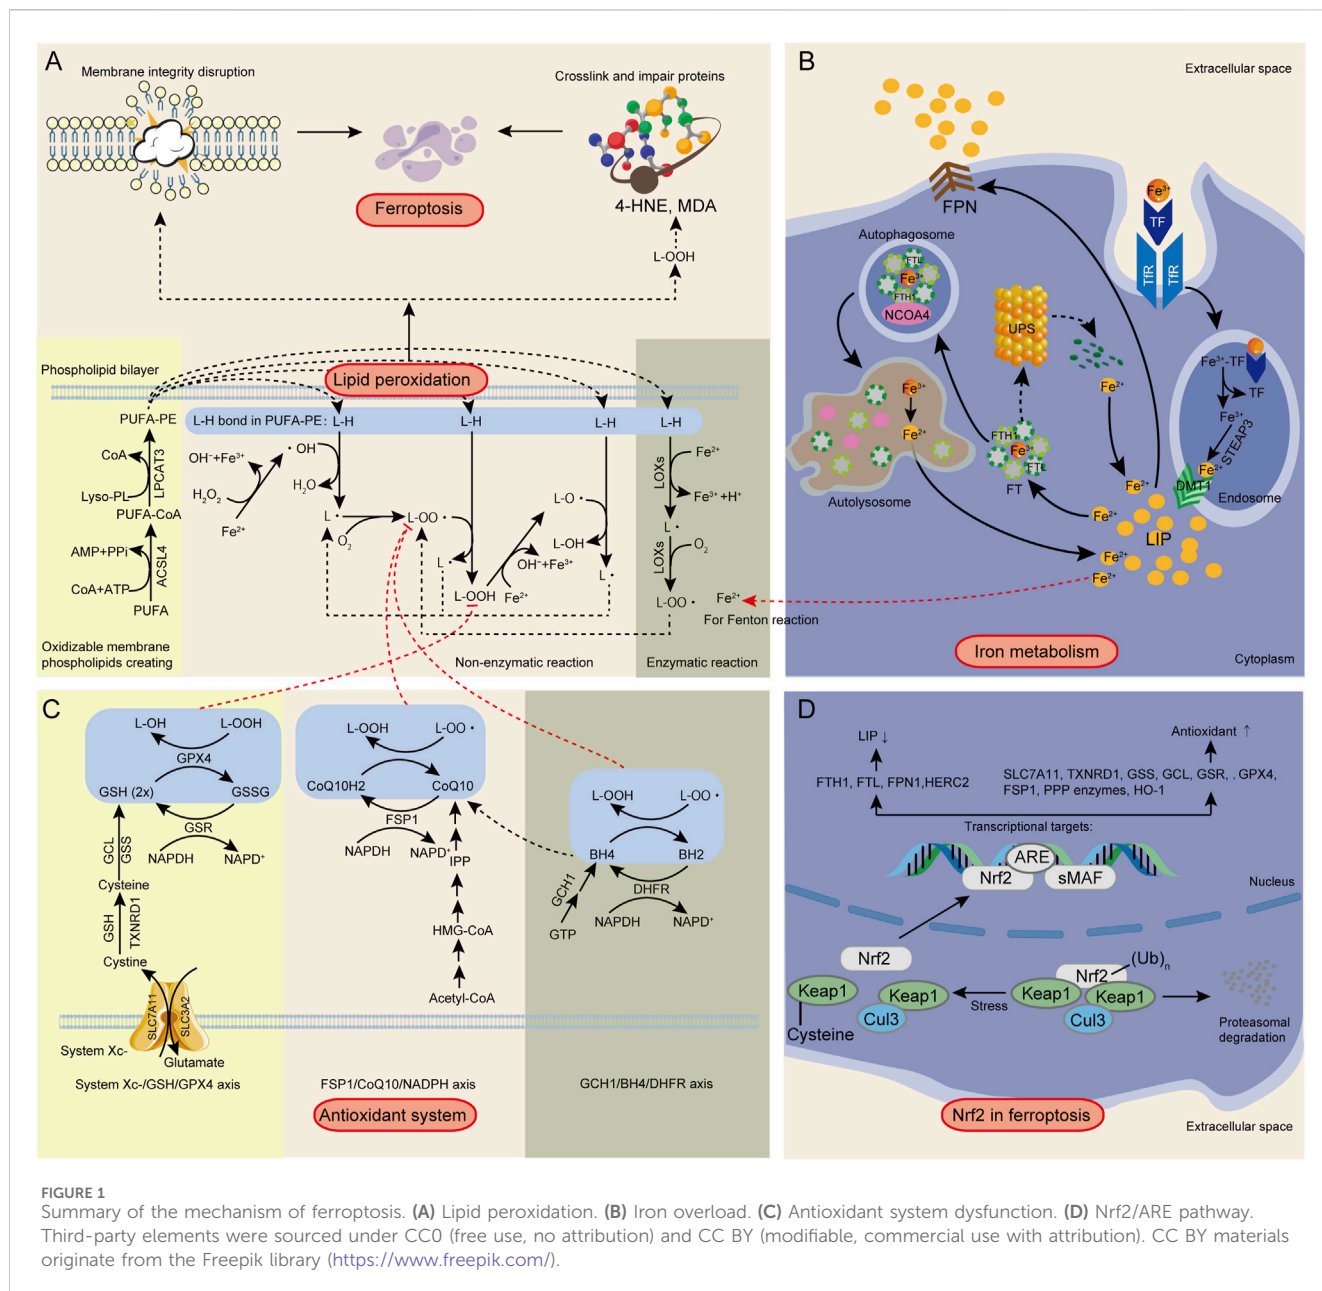 A
Membrane integrity disruption
Crosslink and impair proteins
Ferroptosis
4-HNE, MDA
L-OOH
Phospholipid bilayer
Lipid peroxidation
PUFA-PE
L-H bond in PUFA-PE:
L-H
L-H
L-H
L-H
CoA
LPCAT3
Lyso-PL
PUFA-CoA
AMP+PPi
ACSL4
CoA+ATP
PUFA
Oxidizable membrane
phospholipids creating
OH⁻+Fe³⁺
• OH
H₂O₂
H₂O
Fe²⁺
L •
O₂
L-OO •
L •
L-OOH
OH⁻+Fe³⁺
Fe²⁺
L-O •
L-OH
L •
Non-enzymatic reaction
LOXs
Fe²⁺
Fe³⁺+H⁺
L •
LOXs
O₂
L-OO •
Enzymatic reaction
Fe²⁺
For Fenton reaction
B
Extracellular space
FPN
Fe³⁺
TF
TfR
TfR
Autophagosome
FTL
Fe³⁺
FTH1
NCOA4
UPS
Fe²⁺
Fe³⁺-TF
TF
Fe³⁺
STEAP3
Fe²⁺
DMT1
Endosome
Fe³⁺
Fe²⁺
Autolysosome
FTH1
Fe³⁺
FTL
FT
Fe²⁺
Fe²⁺
LIP
Fe²⁺
Fe²⁺
Iron metabolism
Cytoplasm
C
L-OH
L-OOH
GPX4
GSH (2x)
GSSG
GSR
NAPDH
NAPD⁺
GCL
GSS
Cysteine
GSH
TXNRD1
Cystine
SLC7A11
SLC3A2
System Xc-
Glutamate
System Xc-/GSH/GPX4 axis
L-OOH
L-OO •
CoQ10H2
CoQ10
FSP1
NAPDH
NAPD⁺
IPP
HMG-CoA
Acetyl-CoA
FSP1/CoQ10/NADPH axis
Antioxidant system
L-OOH
L-OO •
BH4
BH2
GCH1
DHFR
GTP
NAPDH
NAPD⁺
GCH1/BH4/DHFR axis
D
LIP ↓
Antioxidant ↑
FTH1, FTL, FPN1,HERC2
SLC7A11, TXNRD1, GSS, GCL, GSR, . GPX4,
FSP1, PPP enzymes, HO-1
Transcriptional targets:
ARE
Nrf2
sMAF
Nucleus
Nrf2
Nrf2
(Ub)ₙ
Keap1
Keap1
Cul3
Cysteine
Stress
Keap1
Keap1
Cul3
Proteasomal
degradation
Nrf2 in ferroptosis
Extracellular space
FIGURE 1
Summary of the mechanism of ferroptosis. (A) Lipid peroxidation. (B) Iron overload. (C) Antioxidant system dysfunction. (D) Nrf2/ARE pathway.
Third-party elements were sourced under CC0 (free use, no attribution) and CC BY (modifiable, commercial use with attribution). CC BY materials
originate from the Freepik library (https://www.freepik.com/).